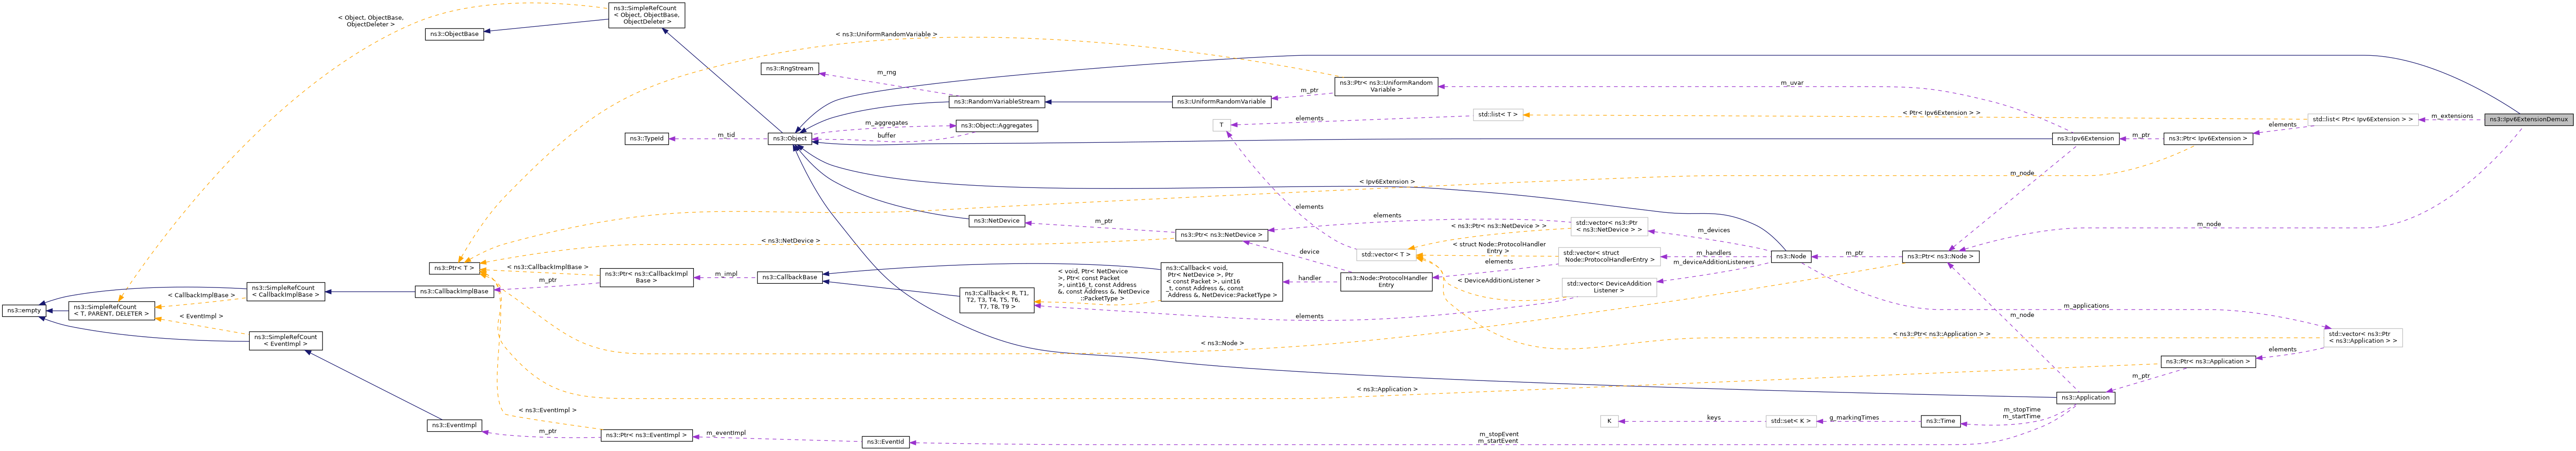 ns3::SimpleRefCount
< Object, ObjectBase,
ObjectDeleter >
< Object, ObjectBase,
ObjectDeleter >
ns3::ObjectBase
< ns3::UniformRandomVariable >
ns3::RngStream
m_rng
ns3::Ptr< ns3::UniformRandom
Variable >
m_uvar
m_ptr
ns3::RandomVariableStream
ns3::UniformRandomVariable
std::list< T >
< Ptr< Ipv6Extension > >
std::list< Ptr< Ipv6Extension > >
m_extensions
ns3::Ipv6ExtensionDemux
elements
T
m_aggregates
ns3::Object::Aggregates
elements
ns3::TypeId
m_tid
ns3::Object
buffer
ns3::Ipv6Extension
m_ptr
ns3::Ptr< Ipv6Extension >
m_node
< Ipv6Extension >
elements
ns3::NetDevice
m_ptr
elements
std::vector< ns3::Ptr
< ns3::NetDevice > >
m_node
< ns3::Ptr< ns3::NetDevice > >
m_devices
ns3::Ptr< ns3::NetDevice >
< ns3::NetDevice >
< struct Node::ProtocolHandler
Entry >
device
std::vector< T >
std::vector< struct
Node::ProtocolHandlerEntry >
m_handlers
ns3::Node
m_ptr
ns3::Ptr< ns3::Node >
elements
m_deviceAdditionListeners
ns3::Ptr< T >
< ns3::CallbackImplBase >
ns3::Ptr< ns3::CallbackImpl
Base >
m_ptr
m_impl
ns3::CallbackBase
< void, Ptr< NetDevice
>, Ptr< const Packet
>, uint16_t, const Address
&, const Address &, NetDevice
::PacketType >
ns3::Callback< void,
Ptr< NetDevice >, Ptr
< const Packet >, uint16
_t, const Address &, const
Address &, NetDevice::PacketType >
handler
ns3::Node::ProtocolHandler
Entry
< DeviceAdditionListener >
std::vector< DeviceAddition
Listener >
ns3::SimpleRefCount
< CallbackImplBase >
ns3::CallbackImplBase
< CallbackImplBase >
ns3::Callback< R, T1,
T2, T3, T4, T5, T6,
T7, T8, T9 >
ns3::empty
ns3::SimpleRefCount
< T, PARENT, DELETER >
< EventImpl >
elements
m_applications
m_node
ns3::SimpleRefCount
< EventImpl >
< ns3::Node >
< ns3::Ptr< ns3::Application > >
std::vector< ns3::Ptr
< ns3::Application > >
elements
ns3::Ptr< ns3::Application >
m_ptr
< ns3::Application >
ns3::Application
< ns3::EventImpl >
m_stopTime
m_startTime
K
keys
std::set< K >
g_markingTimes
ns3::Time
ns3::EventImpl
m_ptr
ns3::Ptr< ns3::EventImpl >
m_eventImpl
ns3::EventId
m_stopEvent
m_startEvent